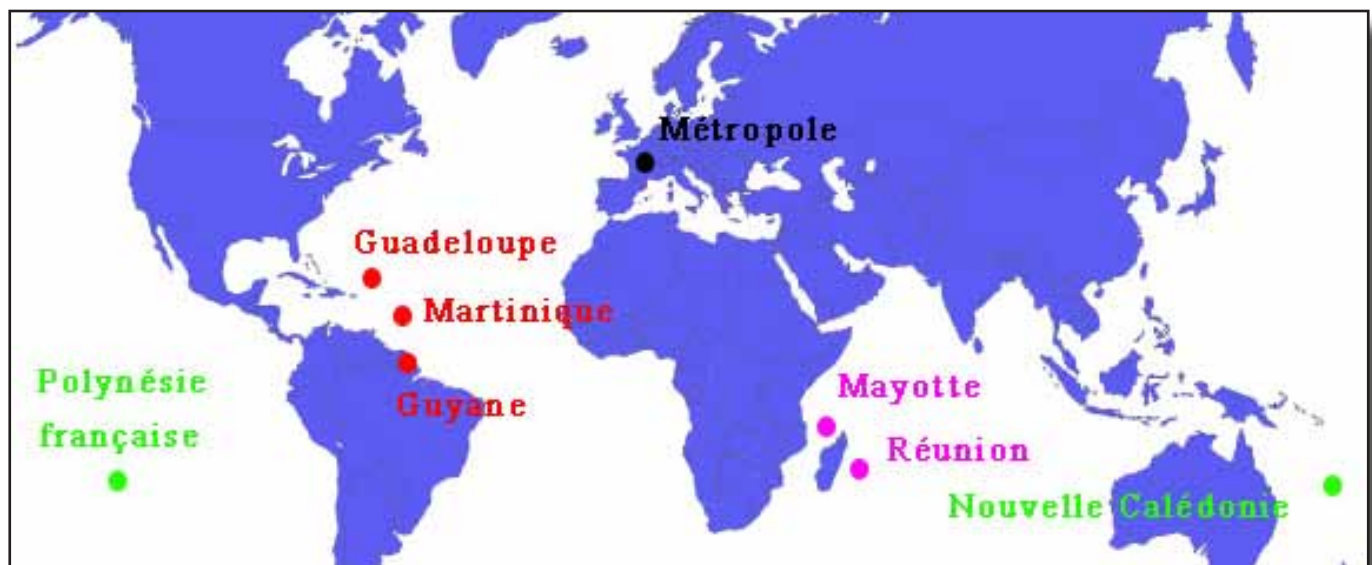 Métropole
Guadeloupe
Martinique
Polynésie
française
Guyane
Mayotte
Réunion
Nouvelle Calédonie